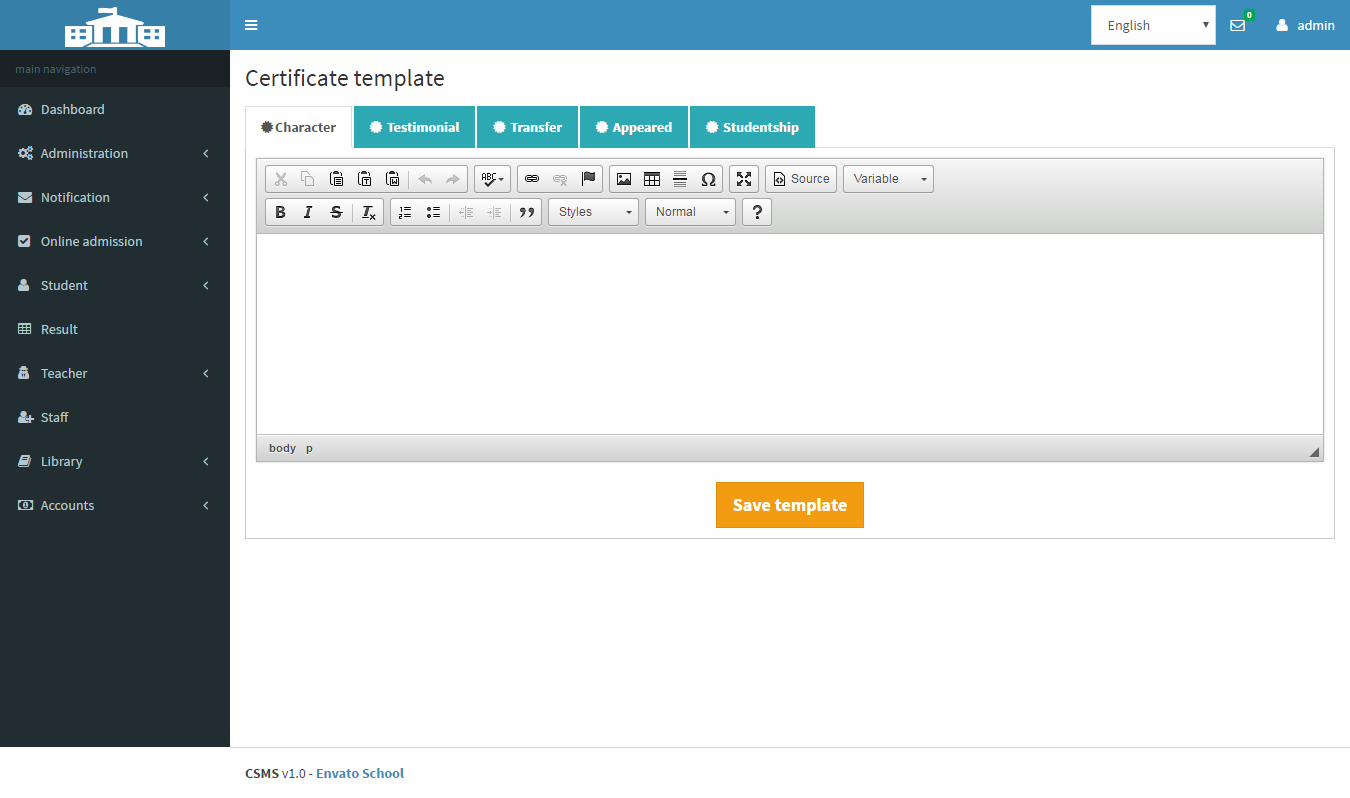 English
0
admin
main navigation
Certificate template
Dashboard
Administration
Notification
Online admission
Student
Result
Teacher
Staff
Library
Accounts
Character
Testimonial
Transfer
Appeared
Studentship
ABC
Source
Variable
Styles
Normal
?
body p
Save template
CSMS v1.0 - Envato School